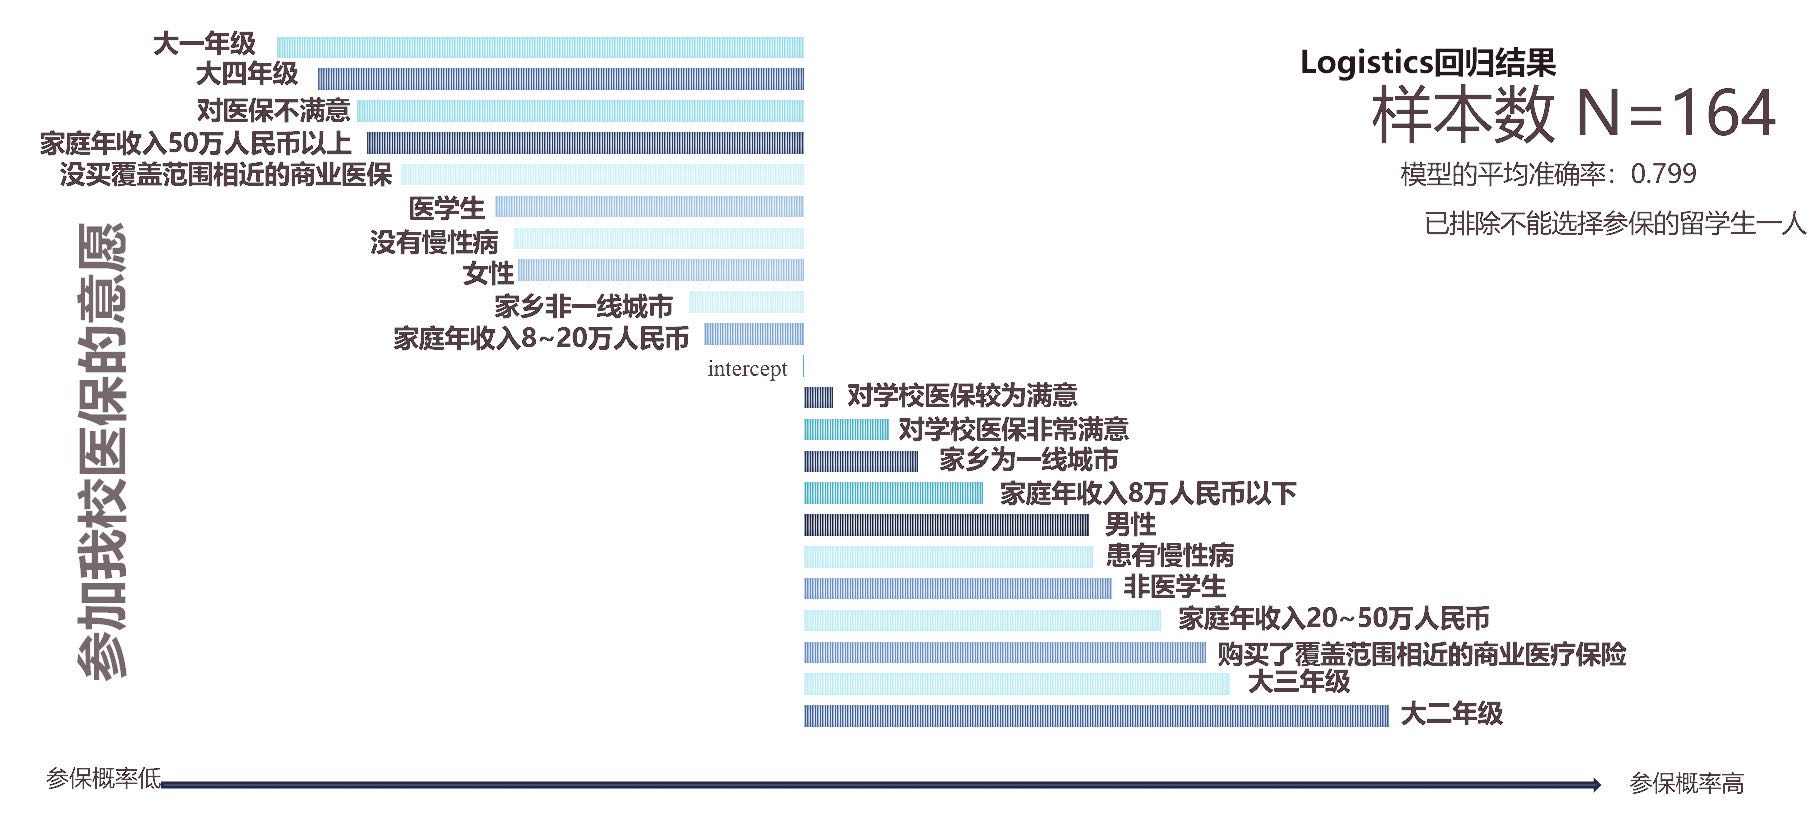 Logistics回归结果
样本数 N=164
模型的平均准确率：0.799
已排除不能选择参保的留学生一人
参加我校医保的意愿
大一年级
大四年级
对医保不满意
家庭年收入50万人民币以上
没买覆盖范围相近的商业医保
医学生
没有慢性病
女性
家乡非一线城市
家庭年收入8~20万人民币
intercept
对学校医保较为满意
对学校医保非常满意
家乡为一线城市
家庭年收入8万人民币以下
男性
患有慢性病
非医学生
家庭年收入20~50万人民币
购买了覆盖范围相近的商业医疗保险
大三年级
大二年级
参保概率低
参保概率高